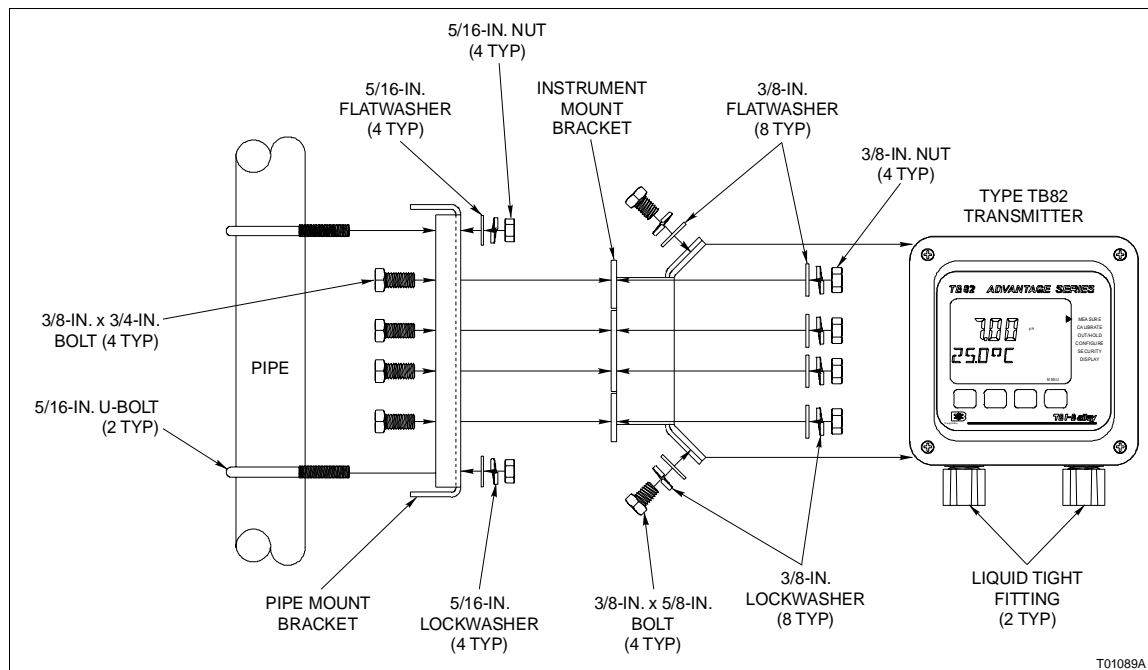 5/16-IN. NUT
(4 TYP)
5/16-IN.
FLATWASHER
(4 TYP)
INSTRUMENT
MOUNT
BRACKET
3/8-IN.
FLATWASHER
(8 TYP)
3/8-IN. NUT
(4 TYP)
TYPE TB82
TRANSMITTER
3/8-IN. x 3/4-IN.
BOLT (4 TYP)
PIPE
5/16-IN. U-BOLT
(2 TYP)
TB82 ADVANTAGE SERIES
7.00 pH
25.0°C
MEASURE
CALIBRATE
OUT/HOLD
CONFIGURE
SECURITY
DISPLAY
MENU
PIPE MOUNT
BRACKET
5/16-IN.
LOCKWASHER
(4 TYP)
3/8-IN. x 5/8-IN.
BOLT
(4 TYP)
3/8-IN.
LOCKWASHER
(8 TYP)
LIQUID TIGHT
FITTING
(2 TYP)
T01089A